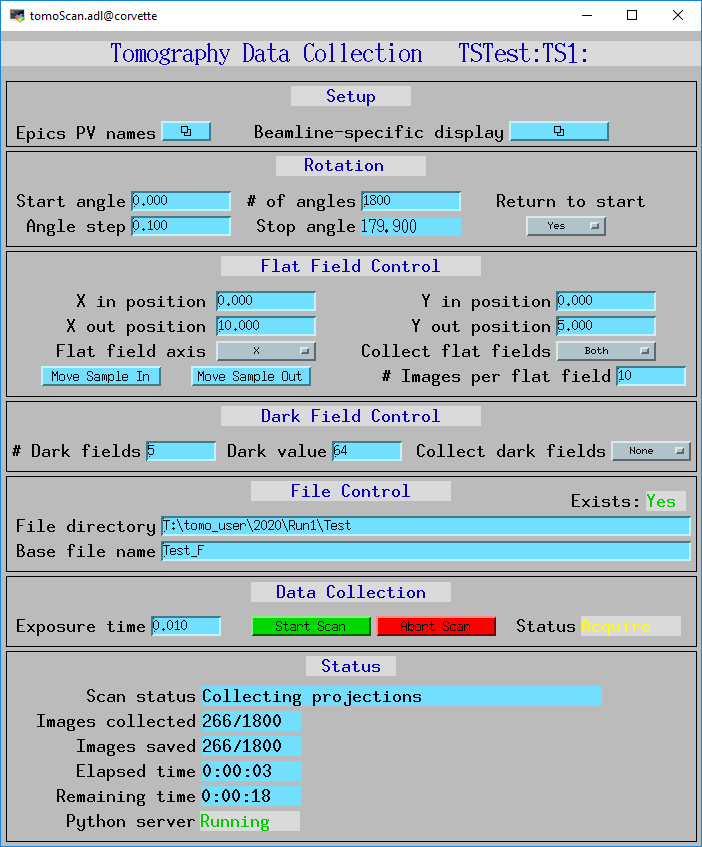 tomoScan.adl@corvette
Tomography Data Collection TSTest:TS1:
Setup
Epics PV names Beamline-specific display
Rotation
Start angle 0.000 # of angles 1800 Return to start
Angle step 0.100 Stop angle 179.900 Yes
Flat Field Control
X in position 0.000 Y in position 0.000
X out position 10.000 Y out position 5.000
Flat field axis X Collect flat fields Both
Move Sample In Move Sample Out # Images per flat field 10
Dark Field Control
# Dark fields 5 Dark value 64 Collect dark fields None
File Control
Exists: Yes
File directory T:\tomo_user\2020\Run1\Test
Base file name Test_F
Data Collection
Exposure time 0.010 Start Scan Abort Scan Status Acquire
Status
Scan status Collecting projections
Images collected 266/1800
Images saved 266/1800
Elapsed time 0:00:03
Remaining time 0:00:18
Python server Running